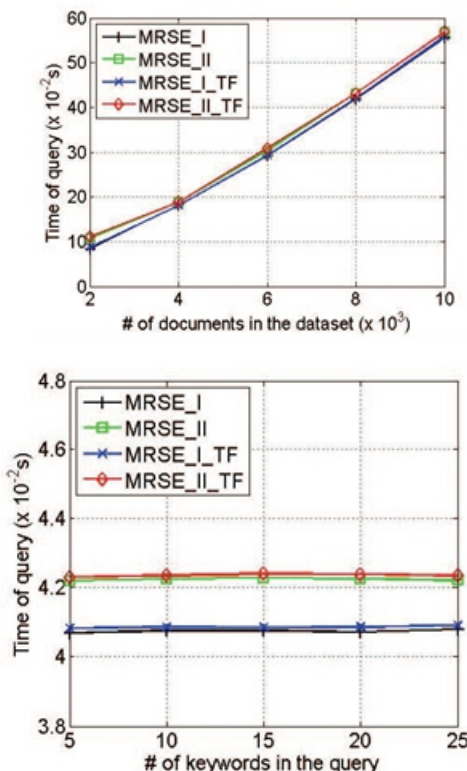 60
50
40
30
20
10
0
Time of query (x 10⁻²s)
MRSE_I
MRSE_II
MRSE_I_TF
MRSE_II_TF
2 4 6 8 10
# of documents in the dataset (x 10³)
4.8
4.6
4.4
4.2
4
3.8
Time of query (x 10⁻²s)
MRSE_I
MRSE_II
MRSE_I_TF
MRSE_II_TF
5 10 15 20 25
# of keywords in the query